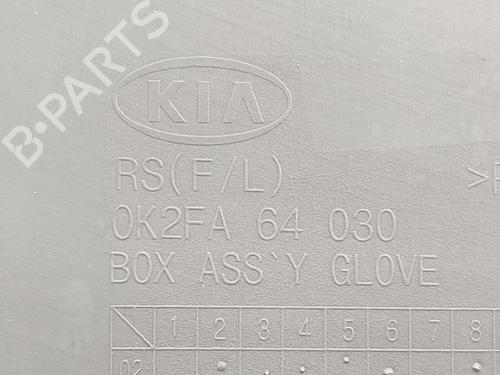 B·PARTS
KIA
RS(F/L)
0K2FA 64 030
BOX ASS`Y GLOVE
1 2 3 4 5 6 7 8
02